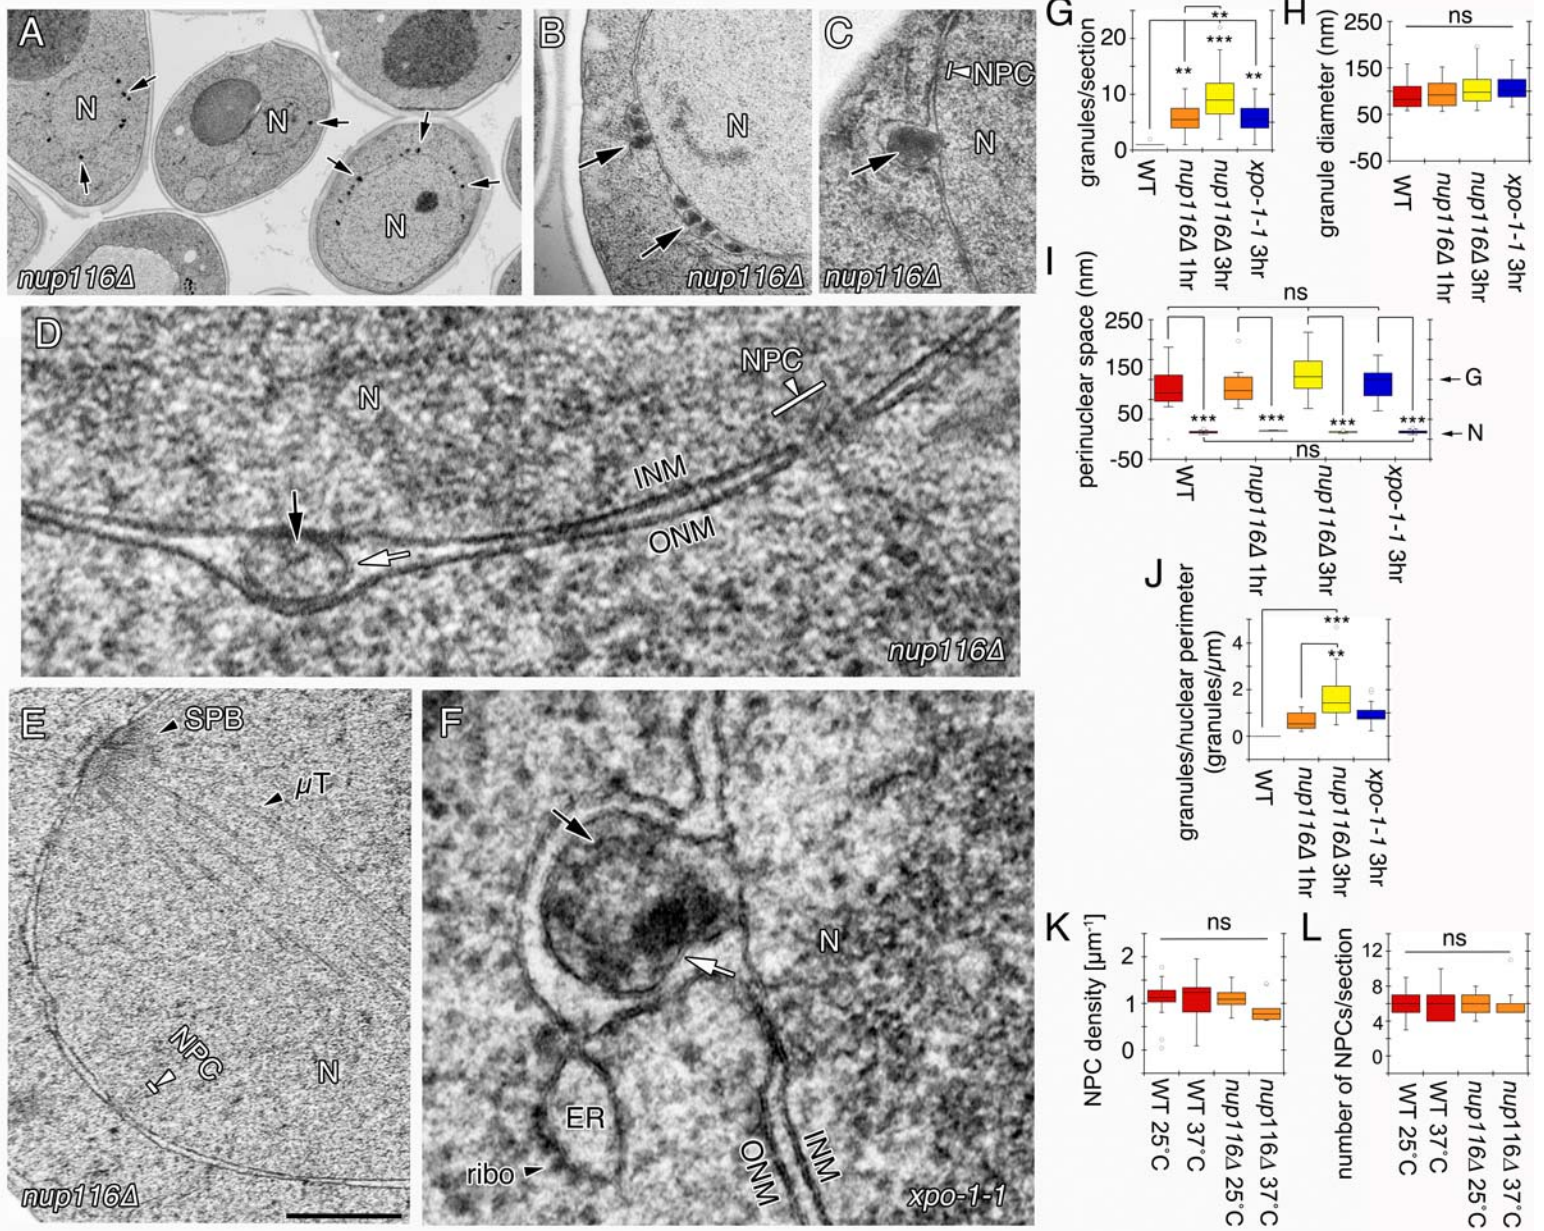 A
N
N
N
nup116Δ
B
N
nup116Δ
C
NPC
N
nup116Δ
D
N
NPC
INM
ONM
nup116Δ
E
SPB
μT
NPC
N
nup116Δ
F
N
ER
ribo
ONM
INM
xpo-1-1
G
granules/section
20
10
0
**
***
**
**
WT
nup116Δ 1hr
nup116Δ 3hr
xpo-1-1 3hr
H
granule diameter (nm)
250
150
50
-50
ns
WT
nup116Δ 1hr
nup116Δ 3hr
xpo-1-1 3hr
I
perinuclear space (nm)
250
150
50
-50
ns
G
N
***
***
***
***
ns
WT
nup116Δ 1hr
nup116Δ 3hr
xpo-1-1 3hr
J
granules/nuclear perimeter
(granules/μm)
4
2
0
***
**
WT
nup116Δ 1hr
nup116Δ 3hr
xpo-1-1 3hr
K
NPC density [μm⁻¹]
2
1
0
ns
WT 25°C
WT 37°C
nup116Δ 25°C
nup116Δ 37°C
L
number of NPCs/section
12
8
4
0
ns
WT 25°C
WT 37°C
nup116Δ 25°C
nup116Δ 37°C